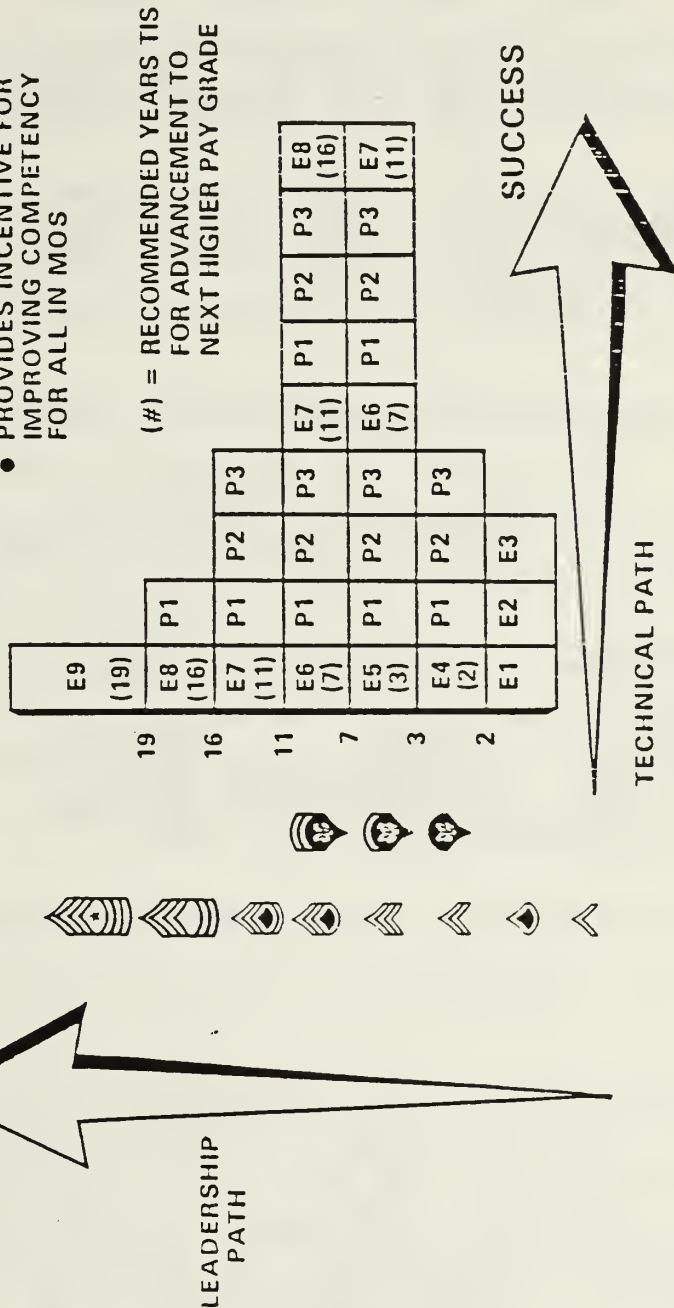 • PROVIDES INCENTIVE FOR
IMPROVING COMPETENCY
FOR ALL IN MOS
(#) = RECOMMENDED YEARS TIS
FOR ADVANCEMENT TO
NEXT HIGHER PAY GRADE
LEADERSHIP
PATH
E9
(19)
19
E8 P1
(16)
16
E7 P1 P2 P3
(11)
11
E6 P1 P2 P3 E7 P1 P2 P3 E8
(7) (11) (16)
7
E5 P1 P2 P3 E6 P1 P2 P3 E7
(3) (7) (11)
3
E4 P1 P2 P3
(2)
2
E1 E2 E3
SUCCESS
TECHNICAL PATH